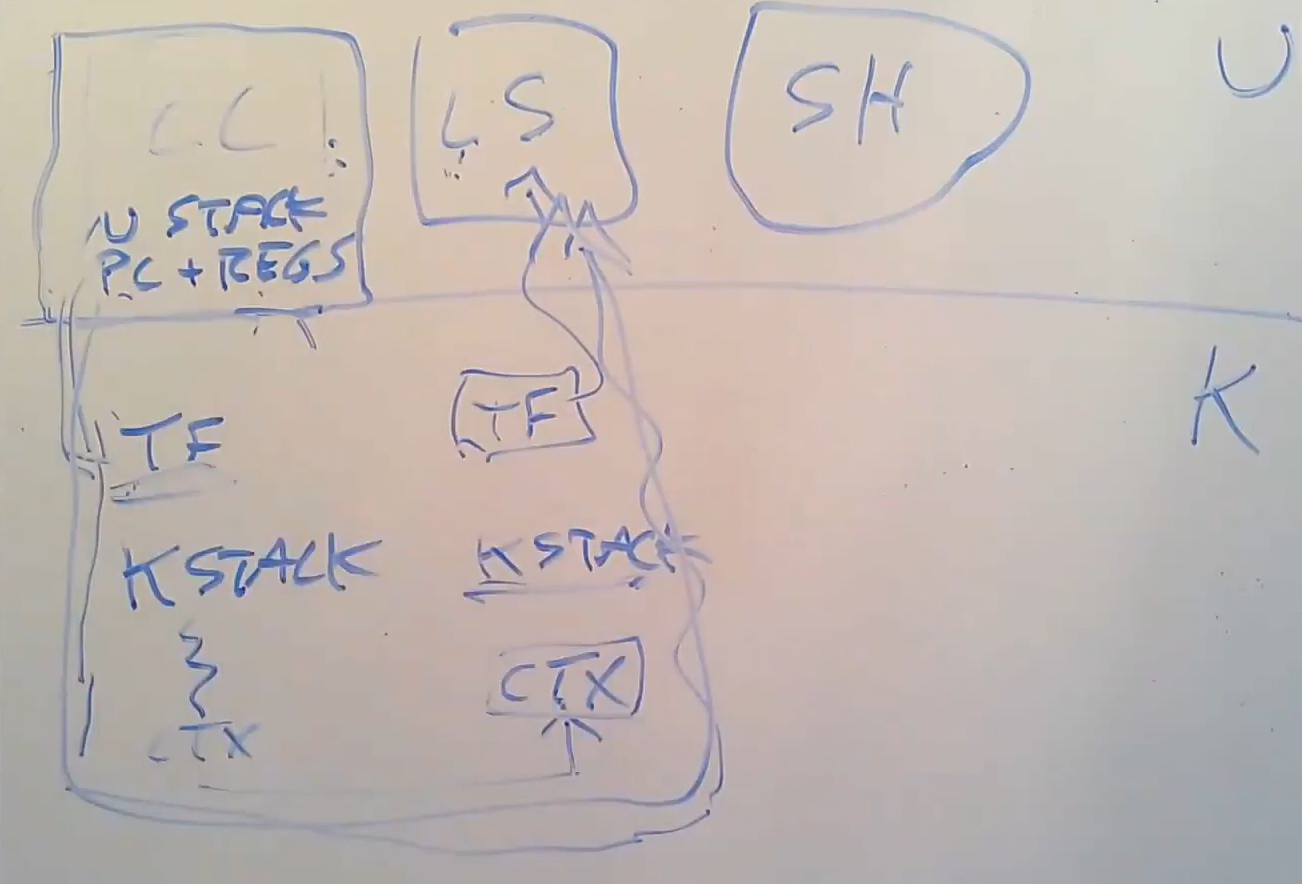 CC
LS
SH
U
U STACK
PC + REGS
K
TF
TF
KSTACK
KSTACK
CTX
CTX